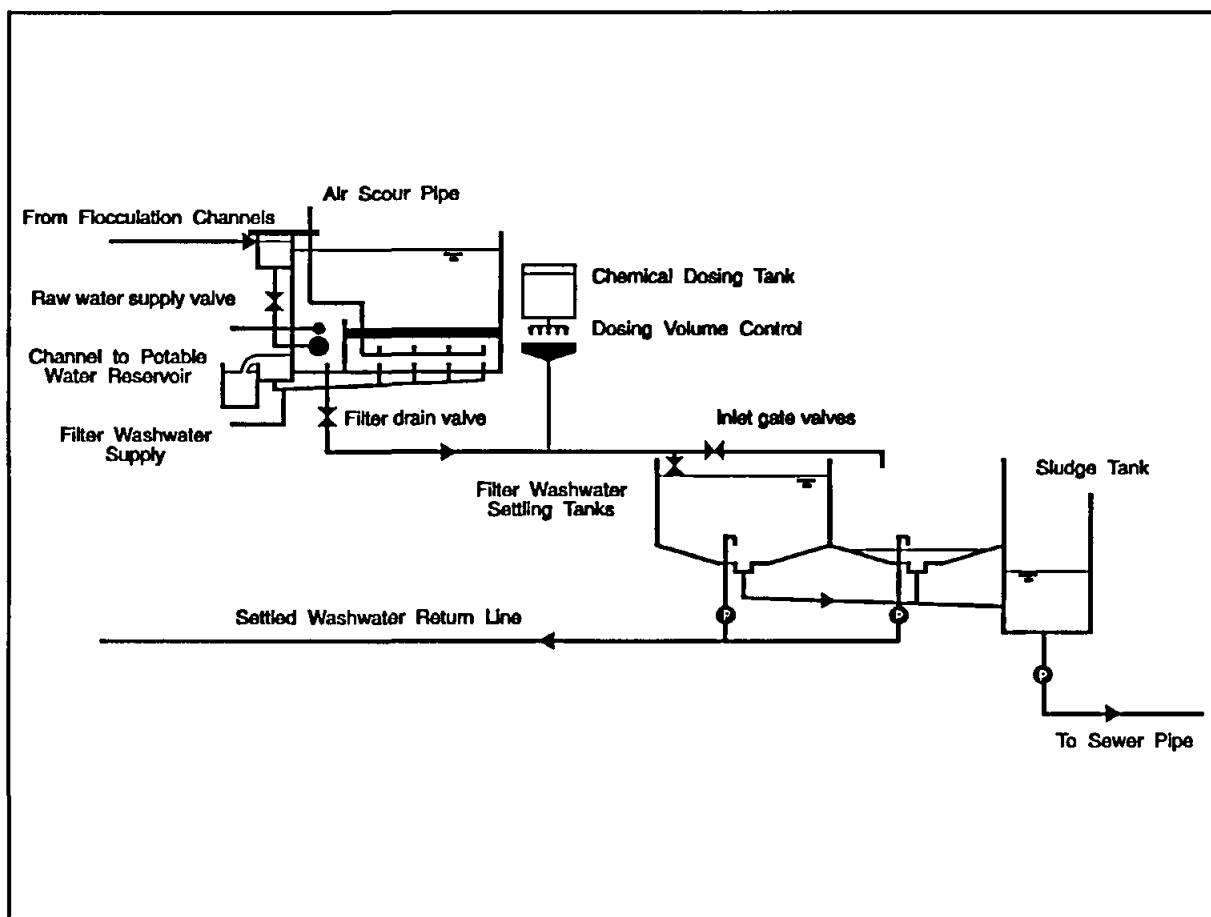 Air Scour Pipe
From Flocculation Channels
Chemical Dosing Tank
Raw water supply valve
Dosing Volume Control
Channel to Potable
Water Reservoir
Filter drain valve
Inlet gate valves
Filter Washwater
Supply
Sludge Tank
Filter Washwater
Settling Tanks
Settled Washwater Return Line
P
P
P
To Sewer Pipe